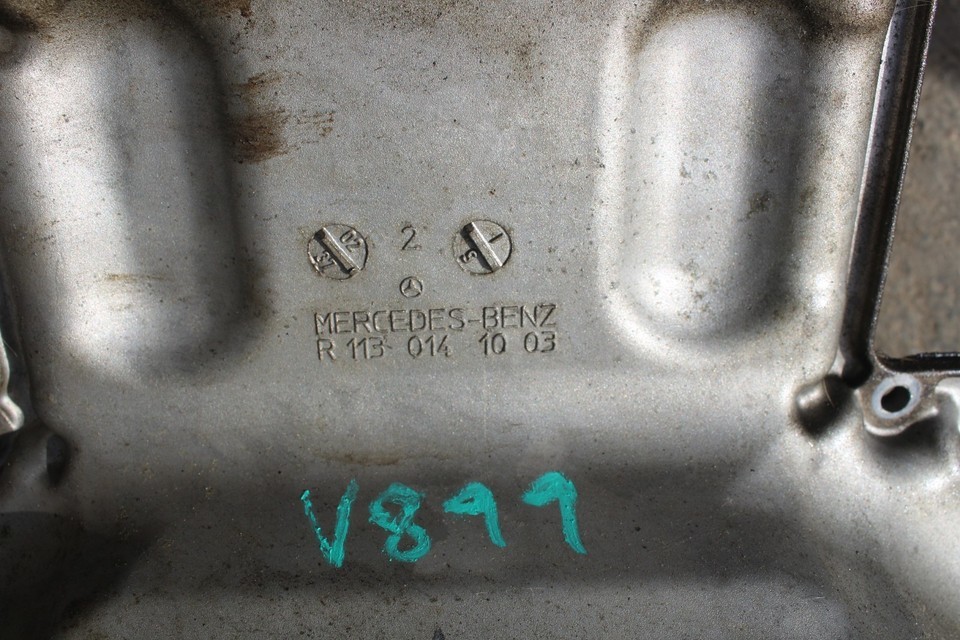 2
MERCEDES-BENZ
R 113 014 10 03
V899